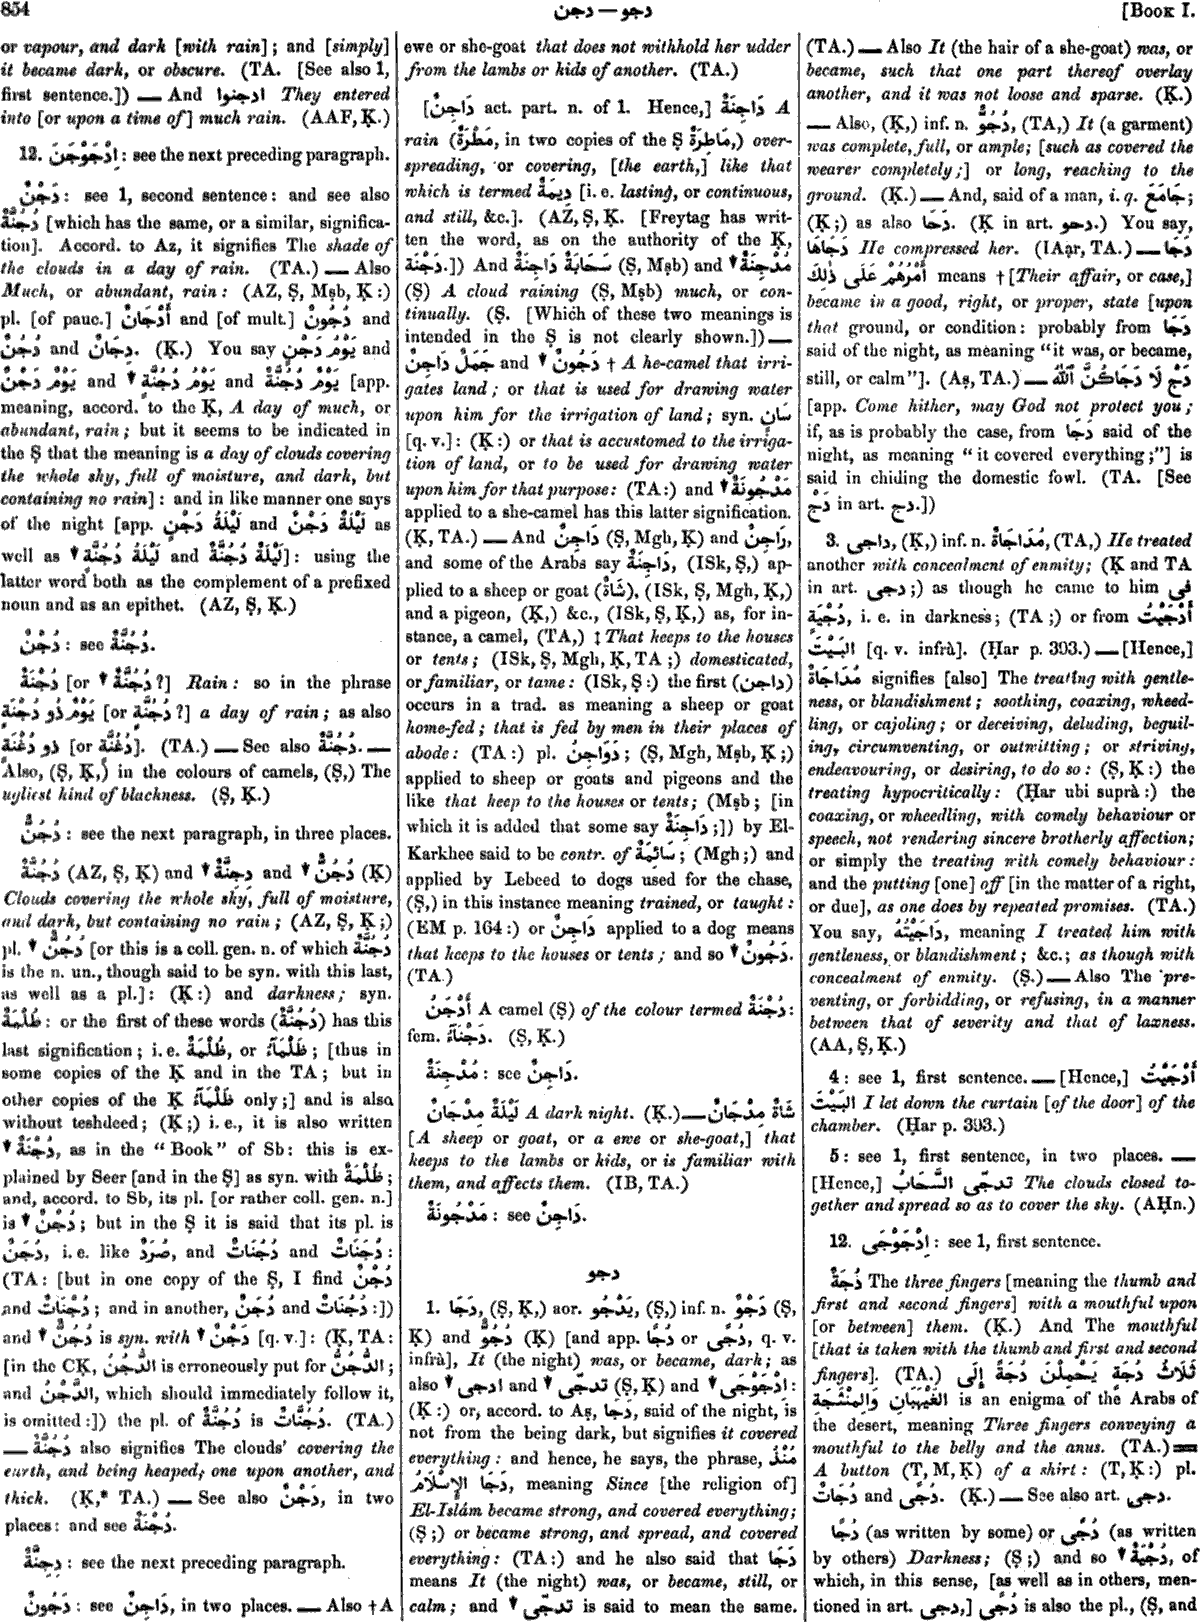 854
دجو — دجن
[Book I.
or vapour, and dark [with rain]; and [simply]
it became dark, or obscure. (TA. [See also 1,
first sentence.]) — And ادجنوا They entered
into [or upon a time of] much rain. (AAF, Ḳ.)
12. اِدْجَوْجَنَ: see the next preceding paragraph.
دَجْنٌ: see 1, second sentence: and see also
دُجُنَّةٌ [which has the same, or a similar, significa-
tion]. Accord. to Az, it signifies The shade of
the clouds in a day of rain. (TA.) — Also
Much, or abundant, rain: (AZ, Ṣ, Mṣb, Ḳ:)
pl. [of pauc.] أَدْجَانٌ and [of mult.] دُجُونٌ and
دُجُنٌ and دِجَانٌ. (Ḳ.) You say يَوْمُ دَجْنٍ and
يَوْمٌ دَجْنٌ and يَوْمُ دُجُنَّةٍ ▼ and يَوْمٌ دُجُنَّةٌ [app.
meaning, accord. to the Ḳ, A day of much, or
abundant, rain; but it seems to be indicated in
the Ṣ that the meaning is a day of clouds covering
the whole sky, full of moisture, and dark, but
containing no rain]: and in like manner one says
of the night [app. لَيْلَةُ دَجْنٍ and لَيْلَةٌ دَجْنٌ as
well as لَيْلَةُ دُجُنَّةٍ ▼ and لَيْلَةٌ دُجُنَّةٌ]: using the
latter word both as the complement of a prefixed
noun and as an epithet. (AZ, Ṣ, Ḳ.)
دُجْنٌ: see دُجُنَّةٌ.
دُجْنَةٌ [or دُجُنَّةٌ ▼?] Rain: so in the phrase
يَوْمٌ ذُو دُجْنَةٍ [or دُجُنَّةٍ?] a day of rain; as also
ذو دُغْنَة [or دُغُنَّة]. (TA.) — See also دُجُنَّةٌ. —
Also, (Ṣ, Ḳ,) in the colours of camels, (Ṣ,) The
ugliest kind of blackness. (Ṣ, Ḳ.)
دُجُنٌّ: see the next paragraph, in three places.
دُجُنَّةٌ (AZ, Ṣ, Ḳ) and دِجِنَّةٌ ▼ and دُجُنٌّ ▼ (Ḳ)
Clouds covering the whole sky, full of moisture,
and dark, but containing no rain; (AZ, Ṣ, Ḳ;)
pl. دُجُنٌّ ▼ [or this is a coll. gen. n. of which دُجُنَّةٌ
is the n. un., though said to be syn. with this last,
as well as a pl.]: (Ḳ:) and darkness; syn.
ظُلْمَةٌ: or the first of these words (دُجُنَّةٌ) has this
last signification; i. e. ظُلْمَةٌ, or ظَلْمَآءُ; [thus in
some copies of the Ḳ and in the TA; but in
other copies of the Ḳ ظَلْمَآءُ only;] and is also
without teshdeed; (Ḳ;) i. e., it is also written
دُجْنَةٌ ▼, as in the "Book" of Sb: this is ex-
plained by Seer [and in the Ṣ] as syn. with ظُلْمَةٌ;
and, accord. to Sb, its pl. [or rather coll. gen. n.]
is دُجْنٌ ▼; but in the Ṣ it is said that its pl. is
دُجَنٌ, i. e. like صُرَدٌ, and دُجُنَاتٌ and دُجْنَاتٌ:
(TA: [but in one copy of the Ṣ, I find دُجْنٌ
and دُجْنَاتٌ; and in another, دُجَنٌ and دُجُنَاتٌ:])
and دُجُنٌّ ▼ is syn. with دَجْنٌ ▼ [q. v.]: (Ḳ, TA:
[in the CḲ, الدُّجُنُ is erroneously put for الدُّجُنُّ;
and الدَّجْنُ, which should immediately follow it,
is omitted:]) the pl. of دُجُنَّةٌ is دُجُنَّاتٌ. (TA.)
— دُجُنَّةٌ also signifies The clouds' covering the
earth, and being heaped, one upon another, and
thick. (Ḳ,* TA.) — See also دَجْنٌ, in two
places: and see دُجْنَةٌ.
دِجِنَّةٌ: see the next preceding paragraph.
دَجُونٌ: see دَاجِنٌ, in two places. — Also † A
ewe or she-goat that does not withhold her udder
from the lambs or kids of another. (TA.)
[دَاجِنٌ act. part. n. of 1. Hence,] دَاجِنَةٌ A
rain (مَطْرَةٌ, in two copies of the Ṣ مَاطِرَةٌ,) over-
spreading, or covering, [the earth,] like that
which is termed دِيمَةٌ [i. e. lasting, or continuous,
and still, &c.]. (AZ, Ṣ, Ḳ. [Freytag has writ-
ten the word, as on the authority of the Ḳ,
دَجِنَةٌ.]) And سَحَابَةٌ دَاجِنَةٌ (Ṣ, Mṣb) and مُدْجِنَةٌ ▼
(Ṣ) A cloud raining (Ṣ, Mṣb) much, or con-
tinually. (Ṣ. [Which of these two meanings is
intended in the Ṣ is not clearly shown.]) —
جَمَلٌ دَاجِنٌ and دَجُونٌ ▼ † A he-camel that irri-
gates land; or that is used for drawing water
upon him for the irrigation of land; syn. سَانٍ
[q. v.]: (Ḳ:) or that is accustomed to the irriga-
tion of land, or to be used for drawing water
upon him for that purpose: (TA:) and مَدْجُونَةٌ ▼
applied to a she-camel has this latter signification.
(Ḳ, TA.) — And دَاجِنٌ (Ṣ, Mgh, Ḳ) and رَاجِنٌ,
and some of the Arabs say دَاجِنَةٌ, (ISk, Ṣ,) ap-
plied to a sheep or goat (شَاةٌ), (ISk, Ṣ, Mgh, Ḳ,)
and a pigeon, (Ḳ,) &c., (ISk, Ṣ, Ḳ,) as, for in-
stance, a camel, (TA,) ‡ That keeps to the houses
or tents; (ISk, Ṣ, Mgh, Ḳ, TA;) domesticated,
or familiar, or tame: (ISk, Ṣ:) the first (داجن)
occurs in a trad. as meaning a sheep or goat
home-fed; that is fed by men in their places of
abode: (TA:) pl. دَوَاجِنُ; (Ṣ, Mgh, Mṣb, Ḳ;)
applied to sheep or goats and pigeons and the
like that keep to the houses or tents; (Mṣb; [in
which it is added that some say دَاجِنَةٌ;]) by El-
Karkhee said to be contr. of سَائِمَةٌ; (Mgh;) and
applied by Lebeed to dogs used for the chase,
(Ṣ,) in this instance meaning trained, or taught:
(EM p. 164:) or دَاجِنٌ applied to a dog means
that keeps to the houses or tents; and so دَجُونٌ ▼.
(TA.)
أَدْجَنُ A camel (Ṣ) of the colour termed دُجْنَةٌ:
fem. دَجْنَآءُ. (Ṣ, Ḳ.)
مُدْجِنَةٌ: see دَاجِنٌ.
لَيْلَةٌ مِدْجَانٌ A dark night. (Ḳ.) — شَاةٌ مِدْجَانٌ
[A sheep or goat, or a ewe or she-goat,] that
keeps to the lambs or kids, or is familiar with
them, and affects them. (IB, TA.)
مَدْجُونَةٌ: see دَاجِنٌ.
دجو
1. دَجَا, (Ṣ, Ḳ,) aor. يَدْجُو, (Ṣ,) inf. n. دَجْوٌ (Ṣ,
Ḳ) and دُجُوٌّ (Ḳ) [and app. دُجًا or دُجًى, q. v.
infrà], It (the night) was, or became, dark; as
also ادجى ▼ and تدجّى ▼ (Ṣ, Ḳ) and اِدْجَوْجَى ▼:
(Ḳ:) or, accord. to Aṣ, دَجَا, said of the night, is
not from the being dark, but signifies it covered
everything: and hence, he says, the phrase, مُنْذُ
دَجَا الإِسْلَامُ, meaning Since [the religion of]
El-Islám became strong, and covered everything;
(Ṣ;) or became strong, and spread, and covered
everything: (TA:) and he also said that دَجَا
means It (the night) was, or became, still, or
calm; and تدجّى ▼ is said to mean the same.
(TA.) — Also It (the hair of a she-goat) was, or
became, such that one part thereof overlay
another, and it was not loose and sparse. (Ḳ.)
— Also, (Ḳ,) inf. n. دُجُوٌّ, (TA,) It (a garment)
was complete, full, or ample; [such as covered the
wearer completely;] or long, reaching to the
ground. (Ḳ.) — And, said of a man, i. q. جَامَعَ;
(Ḳ;) as also دَحَا. (Ḳ in art. دحو.) You say,
دَجَاهَا He compressed her. (IAạr, TA.) — دَجَا
أَمْرُهُمْ عَلَى ذٰلِكَ means † [Their affair, or case,]
became in a good, right, or proper, state [upon
that ground, or condition: probably from دَجَا
said of the night, as meaning "it was, or became,
still, or calm"]. (Aṣ, TA.) — دَجْ لَا دَجَاكُنَّ ٱللّٰهُ
[app. Come hither, may God not protect you;
if, as is probably the case, from دَجَا said of the
night, as meaning "it covered everything;"] is
said in chiding the domestic fowl. (TA. [See
دَجْ in art. دج.])
3. داجى, (Ḳ,) inf. n. مُدَاجَاةٌ, (TA,) He treated
another with concealment of enmity; (Ḳ and TA
in art. دجى;) as though he came to him فِى
دُجْيَة, i. e. in darkness; (TA;) or from أَدْجَيْتُ
البَيْتَ [q. v. infrà]. (Ḥar p. 393.) — [Hence,]
مُدَاجَاةٌ signifies [also] The treating with gentle-
ness, or blandishment; soothing, coaxing, wheed-
ling, or cajoling; or deceiving, deluding, beguil-
ing, circumventing, or outwitting; or striving,
endeavouring, or desiring, to do so: (Ṣ, Ḳ:) the
treating hypocritically: (Ḥar ubi suprà:) the
coaxing, or wheedling, with comely behaviour or
speech, not rendering sincere brotherly affection;
or simply the treating with comely behaviour:
and the putting [one] off [in the matter of a right,
or due], as one does by repeated promises. (TA.)
You say, دَاجَيْتُهُ, meaning I treated him with
gentleness, or blandishment; &c.; as though with
concealment of enmity. (Ṣ.) — Also The pre-
venting, or forbidding, or refusing, in a manner
between that of severity and that of laxness.
(AA, Ṣ, Ḳ.)
4: see 1, first sentence. — [Hence,] أَدْجَيْتُ
البَيْتَ I let down the curtain [of the door] of the
chamber. (Ḥar p. 393.)
5: see 1, first sentence, in two places. —
[Hence,] تدجّى السَّحَابُ The clouds closed to-
gether and spread so as to cover the sky. (AḤn.)
12. اِدْجَوْجَى: see 1, first sentence.
دُجَةٌ The three fingers [meaning the thumb and
first and second fingers] with a mouthful upon
[or between] them. (Ḳ.) And The mouthful
[that is taken with the thumb and first and second
fingers]. (TA.) ثَلَاثُ دُجَةٍ يَحْمِلْنَ دُجَةً إِلَى
الغَيْهَبَانِ وَالمِنْثَجَة is an enigma of the Arabs of
the desert, meaning Three fingers conveying a
mouthful to the belly and the anus. (TA.) ═
A button (T, M, Ḳ) of a shirt: (T, Ḳ:) pl.
دُجَاتٌ and دُجًى. (Ḳ.) — See also art. دجى.
دُجًا (as written by some) or دُجًى (as written
by others) Darkness; (Ṣ;) and so دُجْيَةٌ ▼, of
which, in this sense, [as well as in others, men-
tioned in art. دجى,] دُجًى is the pl., (Ṣ, and